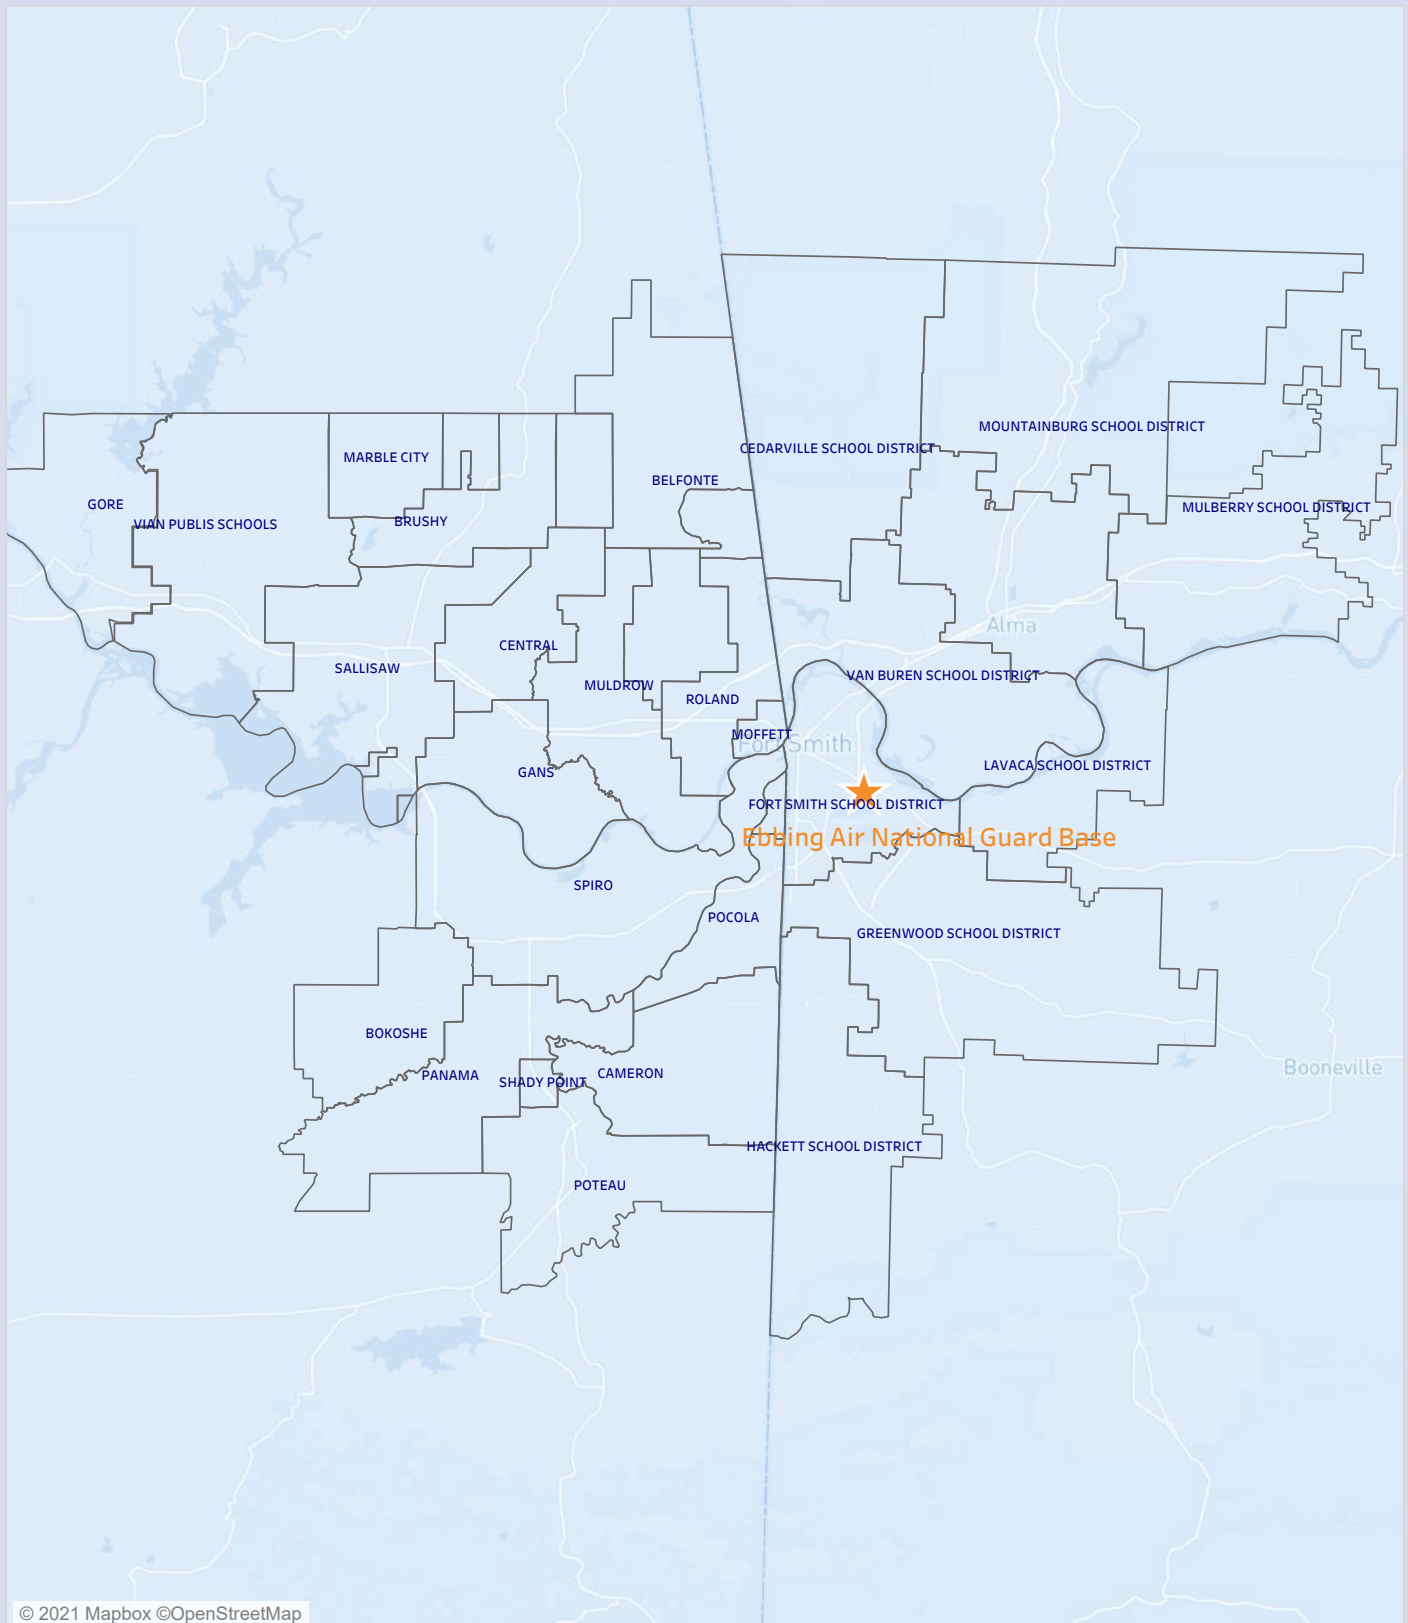 MOUNTAINBURG SCHOOL DISTRICT
CEDARVILLE SCHOOL DISTRICT
MARBLE CITY
BELFONTE
GORE
MULBERRY SCHOOL DISTRICT
VIAN PUBLIS SCHOOLS
BRUSHY
Alma
CENTRAL
SALLISAW
VAN BUREN SCHOOL DISTRICT
MULDROW
ROLAND
MOFFETT
Fort Smith
LAVACA SCHOOL DISTRICT
GANS
FORT SMITH SCHOOL DISTRICT
Ebbing Air National Guard Base
SPIRO
POCOLA
GREENWOOD SCHOOL DISTRICT
BOKOSHE
Booneville
PANAMA
CAMERON
SHADY POINT
HACKETT SCHOOL DISTRICT
POTEAU
© 2021 Mapbox ©OpenStreetMap